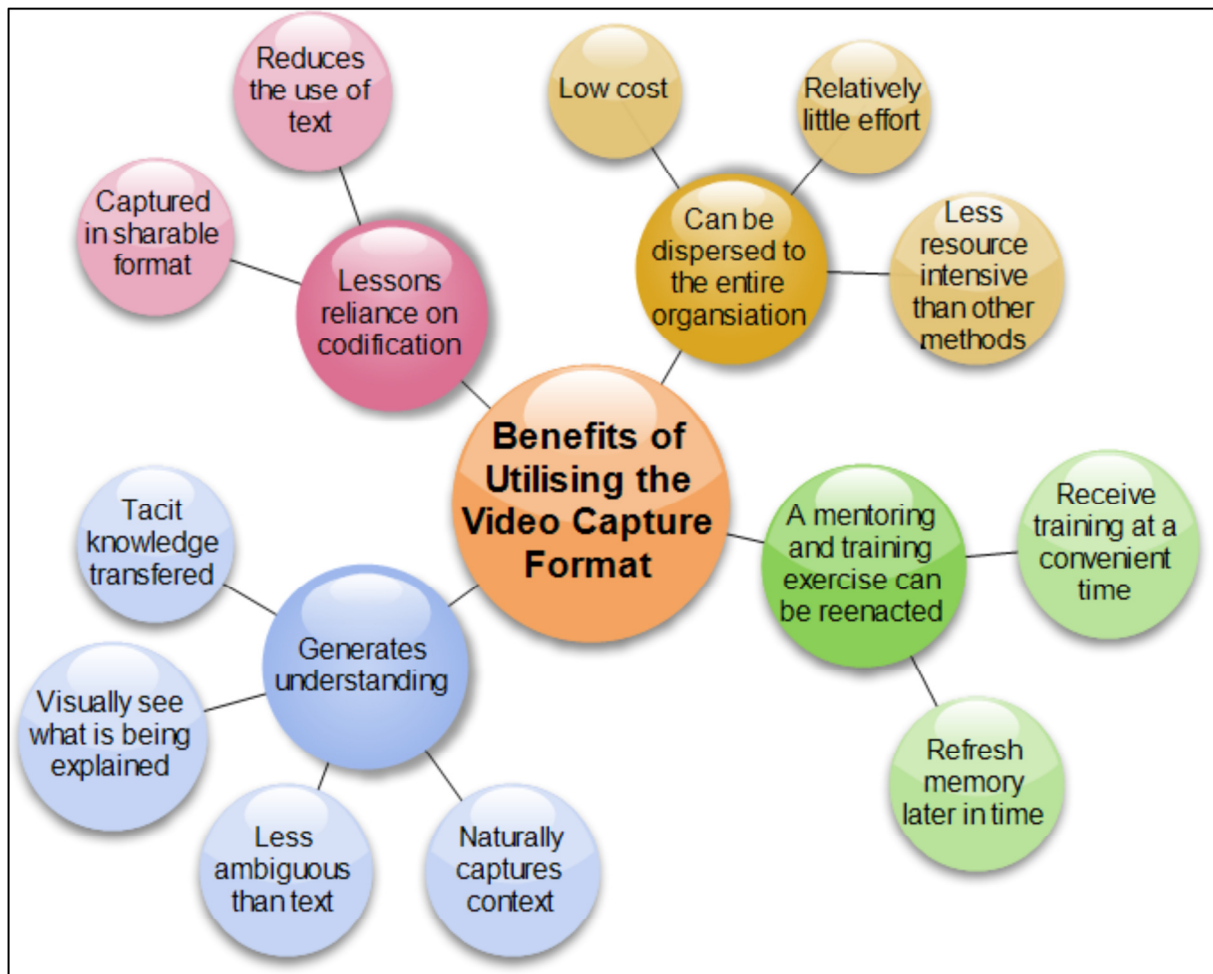 Benefits of
Utilising the
Video Capture
Format
Lessons
reliance on
codification
Reduces
the use of
text
Captured
in sharable
format
Can be
dispersed to
the entire
organsiation
Low cost
Relatively
little effort
Less
resource
intensive
than other
methods
A mentoring
and training
exercise can
be reenacted
Receive
training at a
convenient
time
Refresh
memory
later in time
Generates
understanding
Tacit
knowledge
transfered
Visually see
what is being
explained
Less
ambiguous
than text
Naturally
captures
context